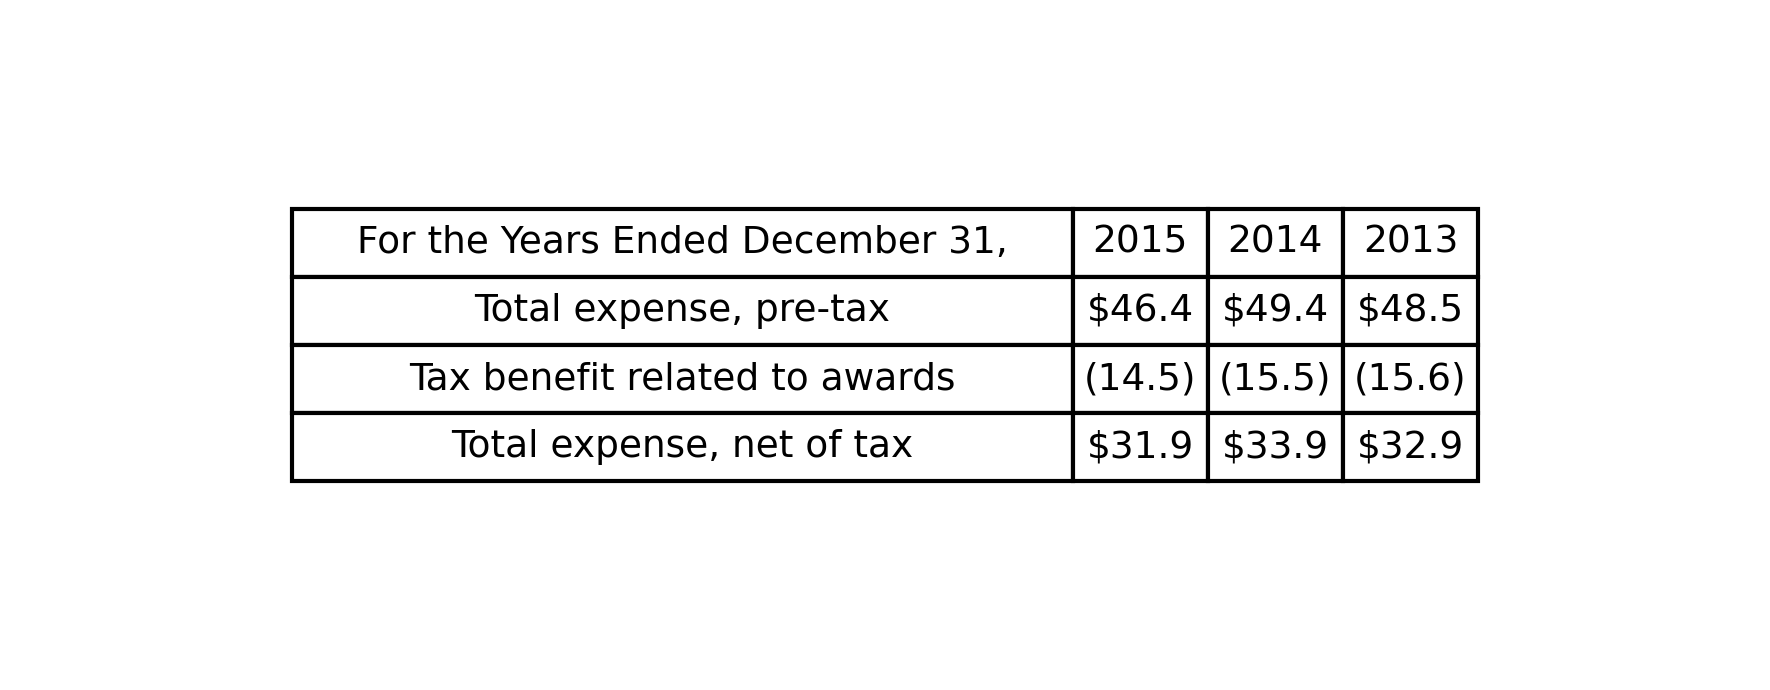 For the Years Ended December 31, 2015 2014 2013
Total expense, pre-tax $46.4 $49.4 $48.5
Tax benefit related to awards (14.5) (15.5) (15.6)
Total expense, net of tax $31.9 $33.9 $32.9